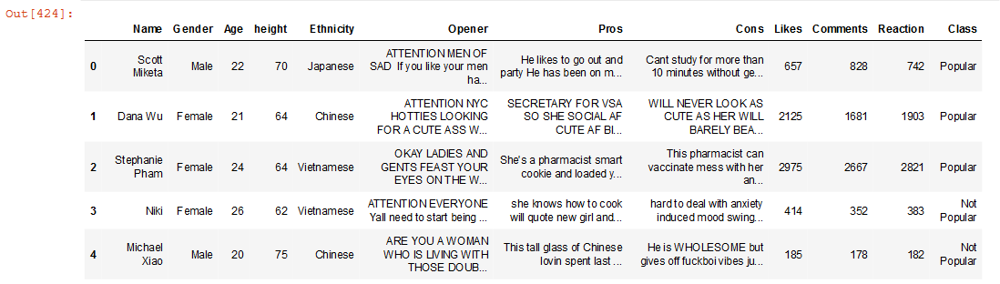 Out[424]:
Name Gender Age height Ethnicity Opener Pros Cons Likes Comments Reaction Class
0 Scott Miketa Male 22 70 Japanese ATTENTION MEN OF SAD If you like your men ha... He likes to go out and party He has been on m... Cant study for more than 10 minutes without ge... 657 828 742 Popular
1 Dana Wu Female 21 64 Chinese ATTENTION NYC HOTTIES LOOKING FOR A CUTE ASS W... SECRETARY FOR VSA SO SHE SOCIAL AF CUTE AF BI... WILL NEVER LOOK AS CUTE AS HER WILL BARELY BEA... 2125 1681 1903 Popular
2 Stephanie Pham Female 24 64 Vietnamese OKAY LADIES AND GENTS FEAST YOUR EYES ON THE W... She's a pharmacist smart cookie and loaded y... This pharmacist can vaccinate mess with her an... 2975 2667 2821 Popular
3 Niki Female 26 62 Vietnamese ATTENTION EVERYONE Yall need to start being ... she knows how to cook will quote new girl and... hard to deal with anxiety induced mood swing... 414 352 383 Not Popular
4 Michael Xiao Male 20 75 Chinese ARE YOU A WOMAN WHO IS LIVING WITH THOSE DOUB... This tall glass of Chinese lovin spent last ... He is WHOLESOME but gives off fuckboi vibes ju... 185 178 182 Not Popular